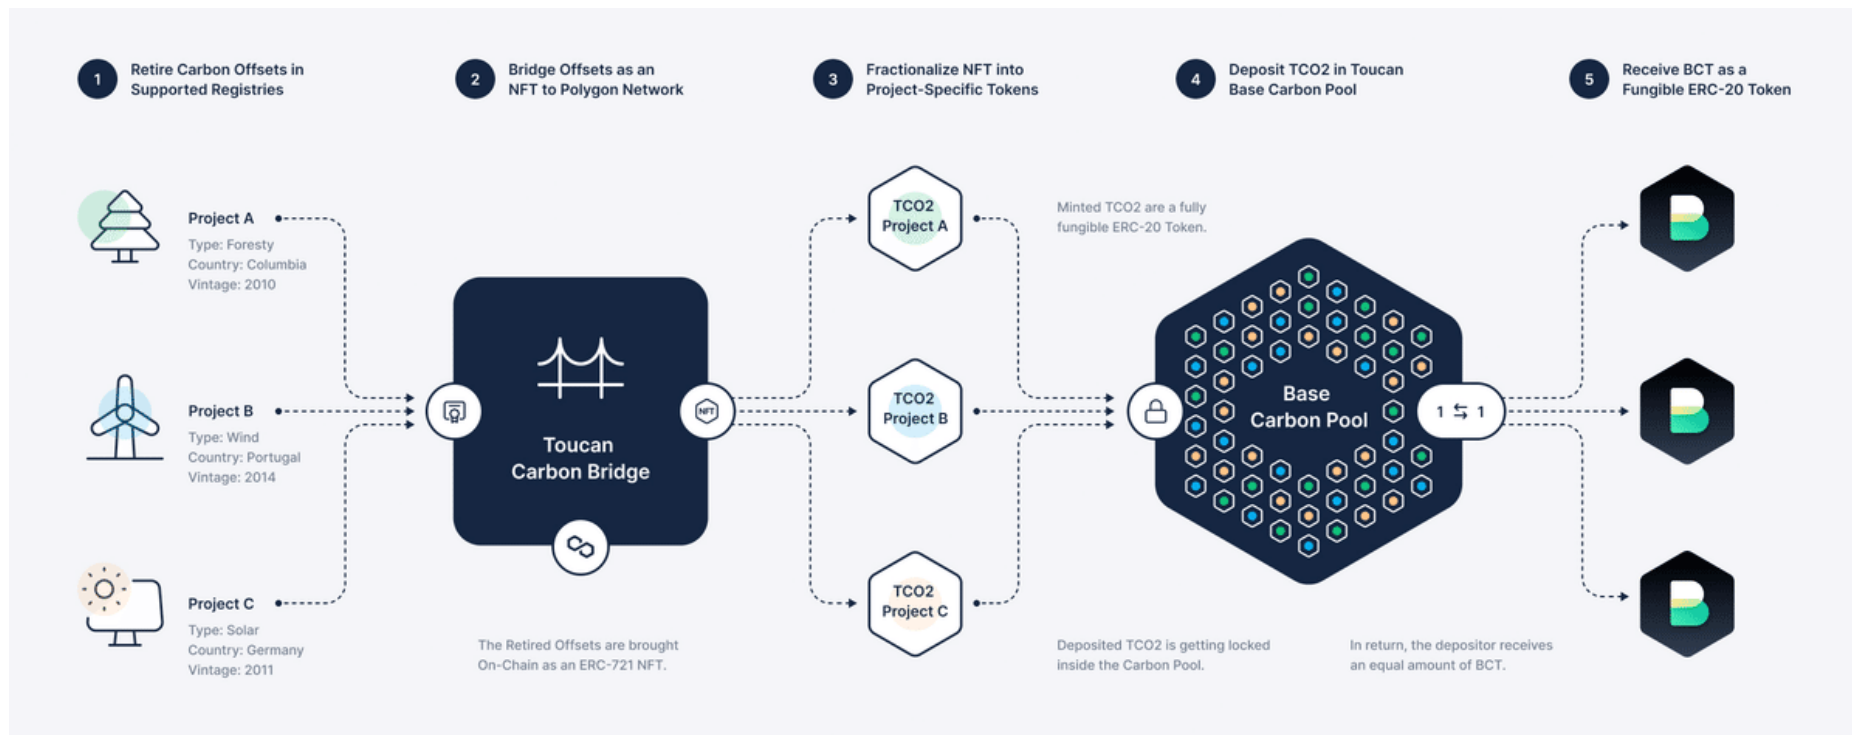 1
Retire Carbon Offsets in
Supported Registries
2
Bridge Offsets as an
NFT to Polygon Network
3
Fractionalize NFT into
Project-Specific Tokens
4
Deposit TCO2 in Toucan
Base Carbon Pool
5
Receive BCT as a
Fungible ERC-20 Token
Project A
Type: Foresty
Country: Columbia
Vintage: 2010
Project B
Type: Wind
Country: Portugal
Vintage: 2014
Project C
Type: Solar
Country: Germany
Vintage: 2011
Toucan
Carbon Bridge
NFT
The Retired Offsets are brought
On-Chain as an ERC-721 NFT.
TCO2
Project A
TCO2
Project B
TCO2
Project C
Minted TCO2 are a fully
fungible ERC-20 Token.
Base
Carbon Pool
1 1
Deposited TCO2 is getting locked
inside the Carbon Pool.
In return, the depositor receives
an equal amount of BCT.
B
B
B